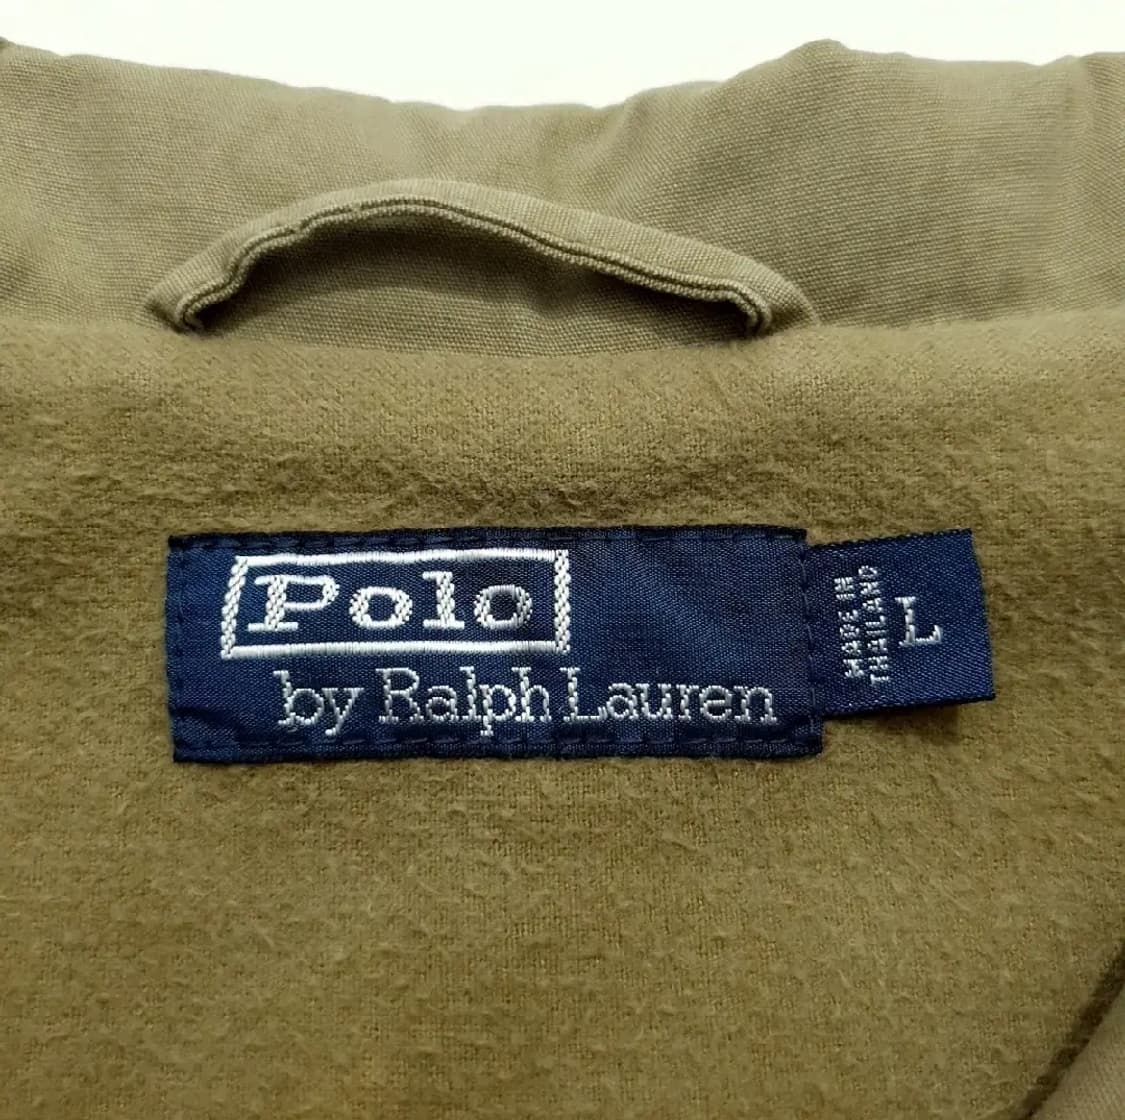 Polo
by Ralph Lauren
MADE IN
THAILAND
L